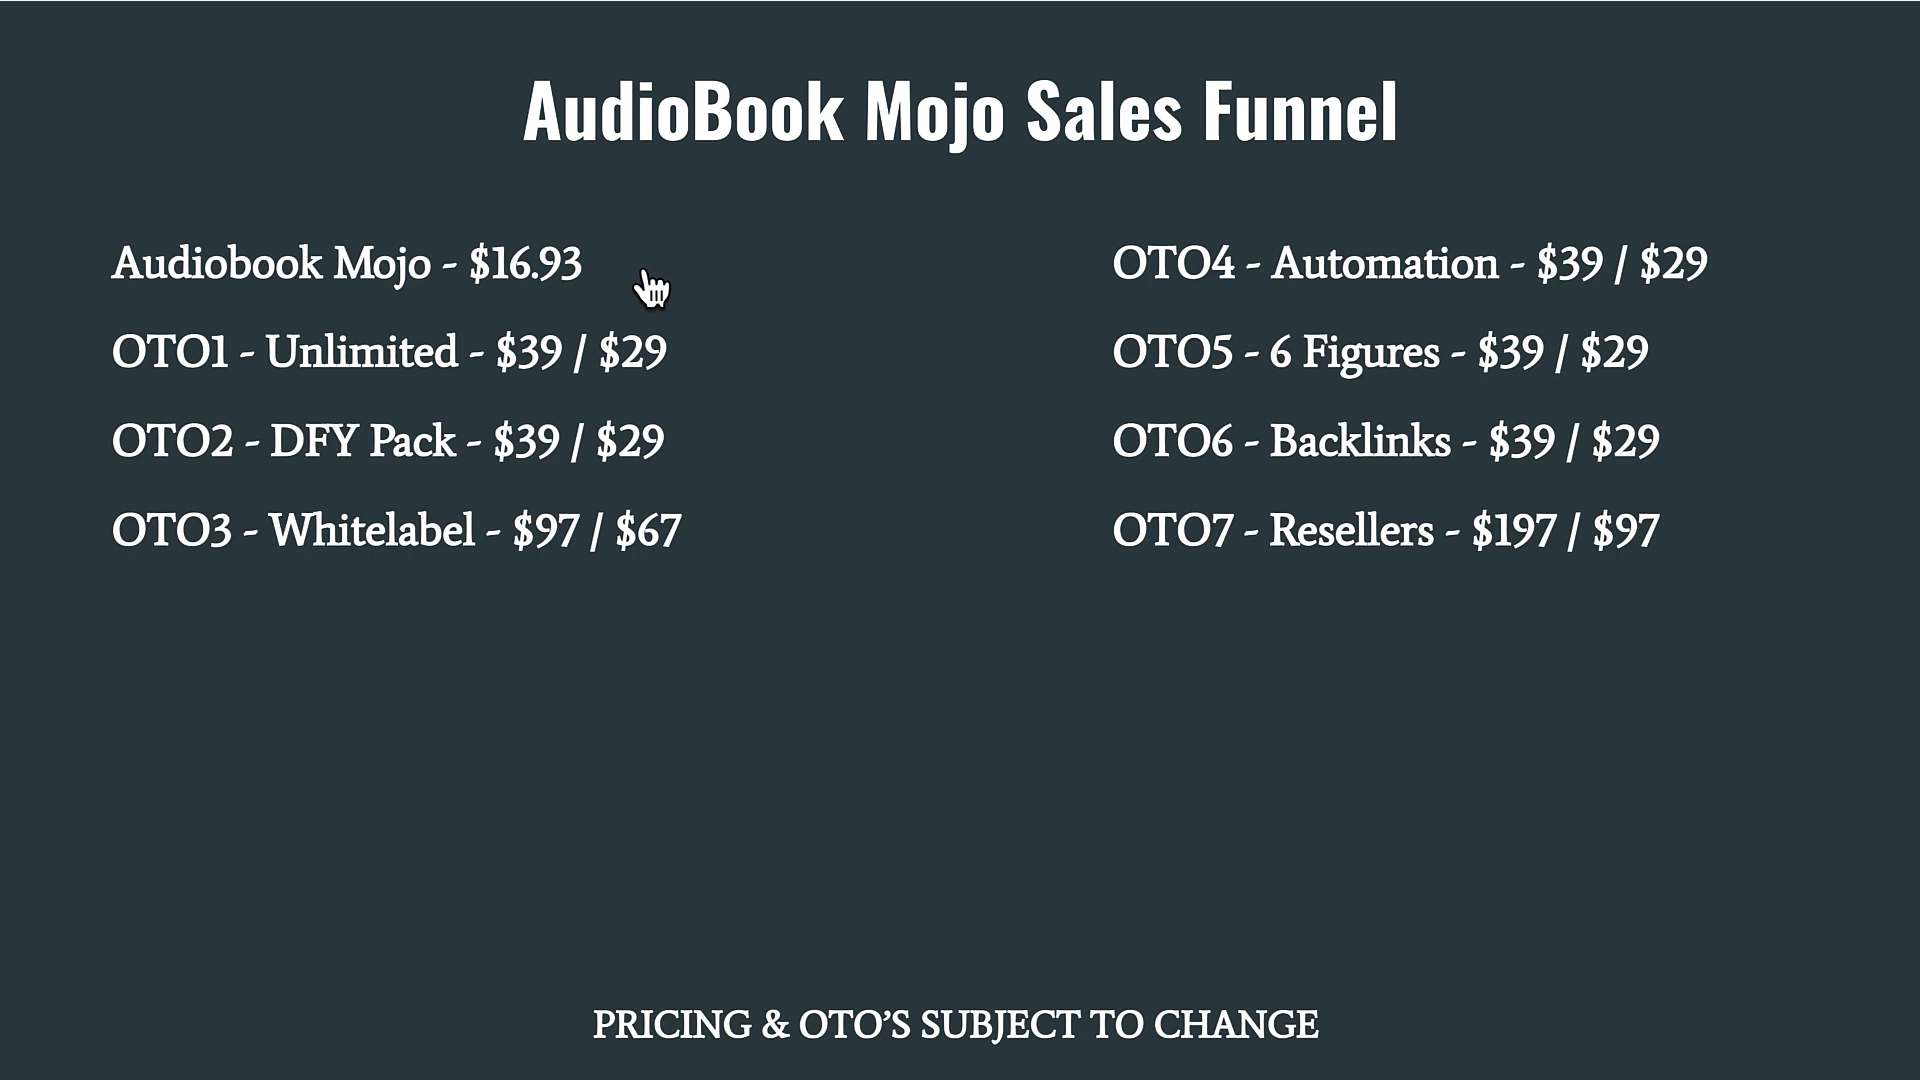 AudioBook Mojo Sales Funnel
Audiobook Mojo - $16.93
OTO1 - Unlimited - $39 / $29
OTO2 - DFY Pack - $39 / $29
OTO3 - Whitelabel - $97 / $67
OTO4 - Automation - $39 / $29
OTO5 - 6 Figures - $39 / $29
OTO6 - Backlinks - $39 / $29
OTO7 - Resellers - $197 / $97
PRICING & OTO’S SUBJECT TO CHANGE